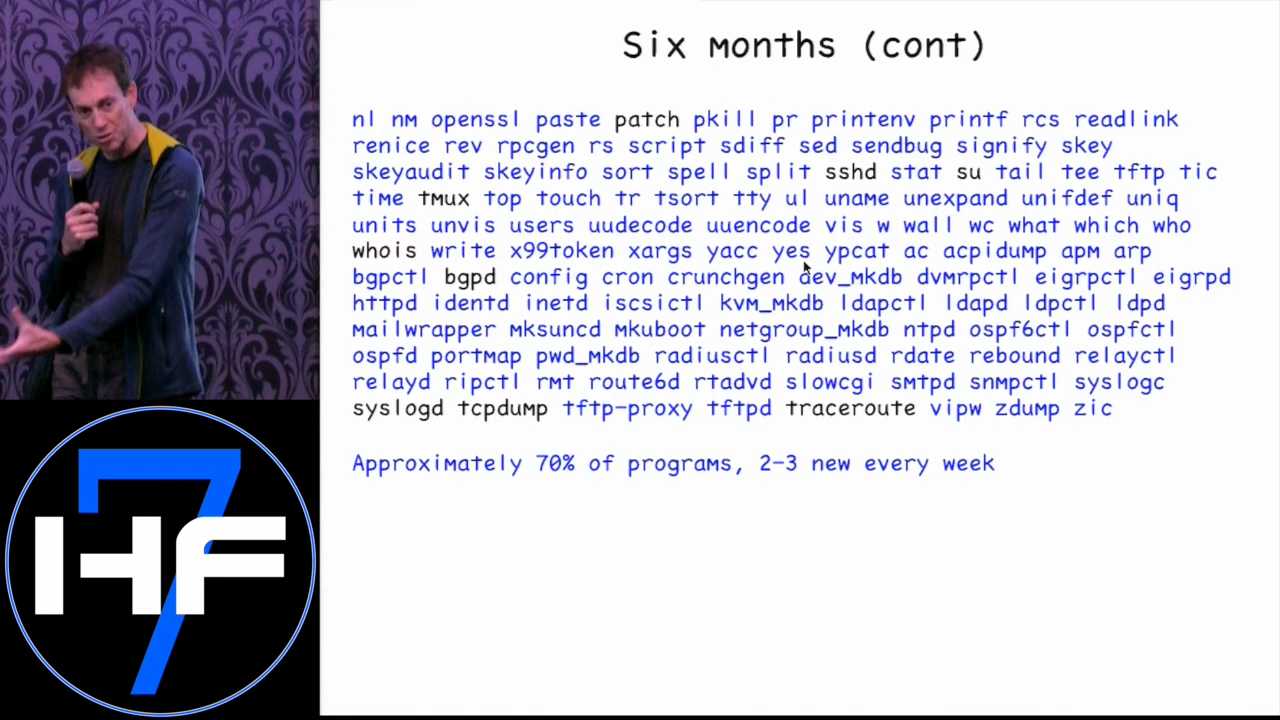 Six months (cont)
nl nm openssl paste patch pkill pr printenv printf rcs readlink
renice rev rpcgen rs script sdiff sed sendbug signify skey
skeyaudit skeyinfo sort spell split sshd stat su tail tee tftp tic
time tmux top touch tr tsort tty ul uname unexpand unifdef uniq
units unvis users uudecode uuencode vis w wall wc what which who
whois write x99token xargs yacc yes ypcat ac acpidump apm arp
bgpctl bgpd config cron crunchgen dev_mkdb dvmrpctl eigrpctl eigrpd
httpd identd inetd iscsictl kvm_mkdb ldapctl ldapd ldpctl ldpd
mailwrapper mksuncd mkuboot netgroup_mkdb ntpd ospf6ctl ospfctl
ospfd portmap pwd_mkdb radiusctl radiusd rdate rebound relayctl
relayd ripctl rmt route6d rtadvd slowcgi smtpd snmpctl syslogc
syslogd tcpdump tftp-proxy tftpd traceroute vipw zdump zic
Approximately 70% of programs, 2-3 new every week
7
HF